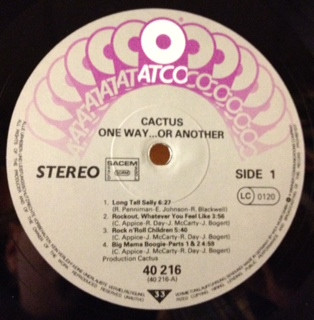 ATCO
CACTUS
ONE WAY...OR ANOTHER
STEREO
SACEM
SIDE 1
LC 0120
1. Long Tall Sally 6:27
(R. Penniman-E. Johnson-R. Blackwell)
2. Rockout, Whatever You Feel Like 3:56
(C. Appice-R. Day-J. McCarty-J. Bogert)
3. Rock n'Roll Children 5:40
(C. Appice-J. McCarty-R. Day-J. Bogert)
4. Big Mama Boogie-Parts 1 & 2 4:59
(C. Appice-J. McCarty-R. Day-J. Bogert)
Production Cactus
40 216
(40 216-A)
33